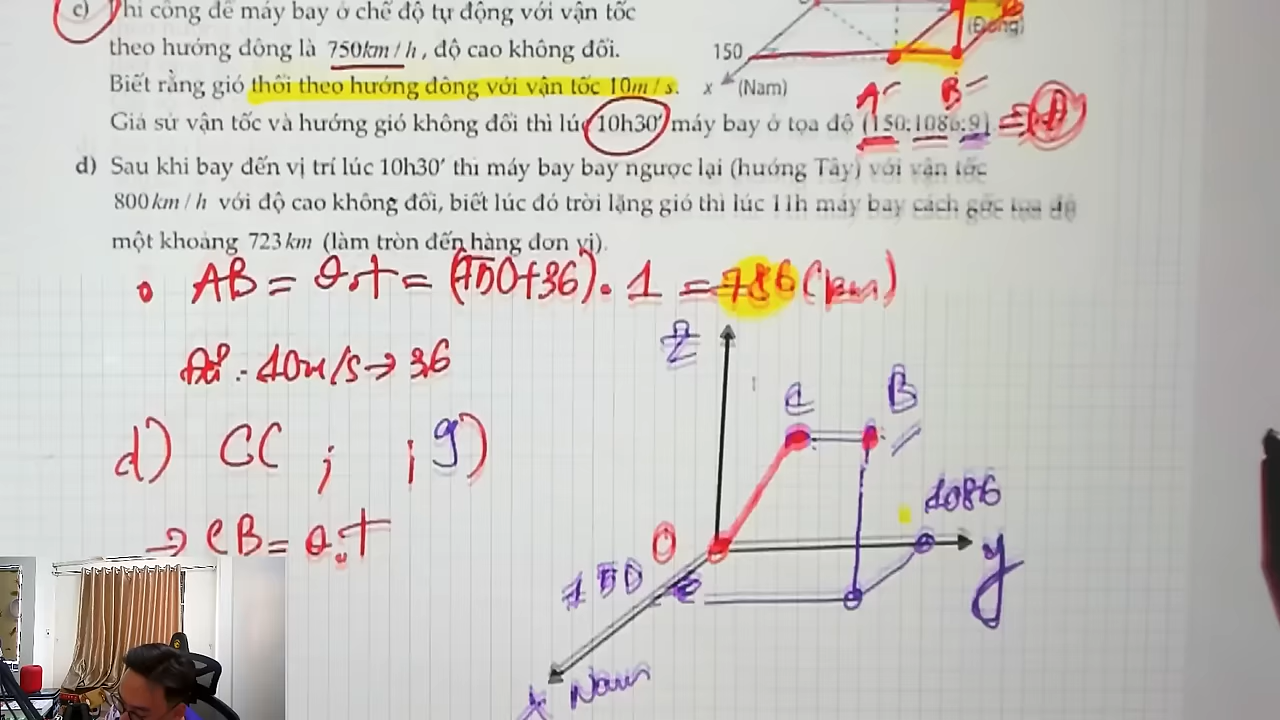 c) Phi công để máy bay ở chế độ tự động với vận tốc
theo hướng đông là 750km/h, độ cao không đổi.
Biết rằng gió thổi theo hướng đông với vận tốc 10m/s.
Giả sử vận tốc và hướng gió không đổi thì lúc 10h30' máy bay ở tọa độ (150;1086;9) => Đ
150
x (Nam)
(Đông)
A
B
d) Sau khi bay đến vị trí lúc 10h30' thì máy bay bay ngược lại (hướng Tây) với vận tốc
800km/h với độ cao không đổi, biết lúc đó trời lặng gió thì lúc 11h máy bay cách gốc tọa độ
một khoảng 723km (làm tròn đến hàng đơn vị).
AB = v.t = (750+36).1 = 786 (km)
Đổi: 10m/s → 36
d) C( ; ; 9)
→ CB = v.t
Z
C
B
1086
O
150
y
x Nam